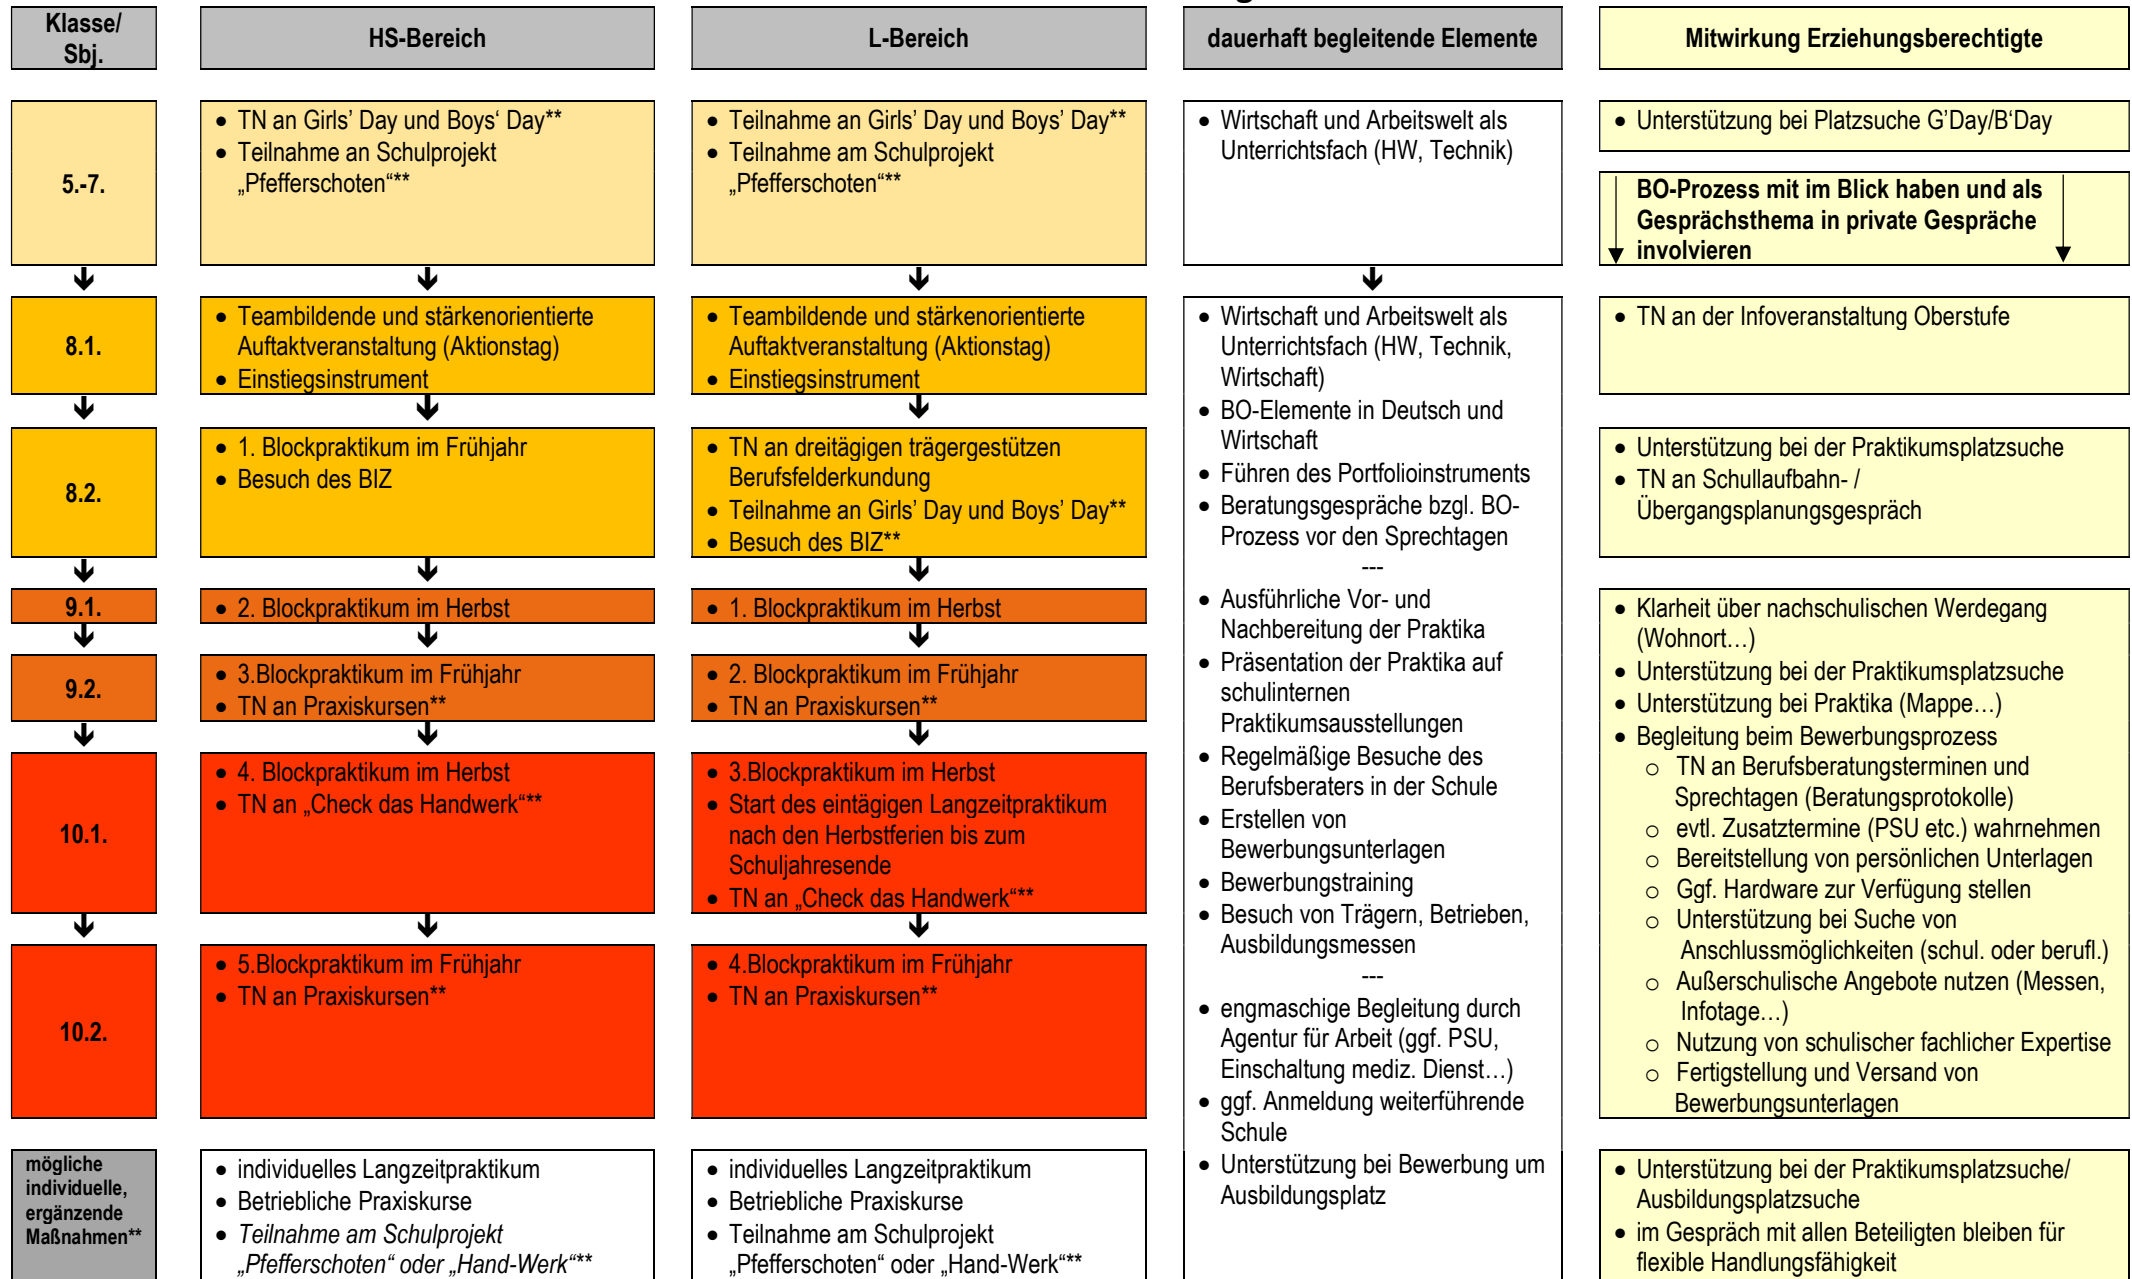 Klasse/
Sbj.
HS-Bereich
L-Bereich
dauerhaft begleitende Elemente
Mitwirkung Erziehungsberechtigte
5.-7.
• TN an Girls’ Day und Boys‘ Day**
• Teilnahme an Schulprojekt
„Pfefferschoten“**
• Teilnahme an Girls’ Day und Boys’ Day**
• Teilnahme am Schulprojekt
„Pfefferschoten“**
• Wirtschaft und Arbeitswelt als
Unterrichtsfach (HW, Technik)
• Unterstützung bei Platzsuche G’Day/B‘Day
BO-Prozess mit im Blick haben und als
Gesprächsthema in private Gespräche
involvieren
8.1.
• Teambildende und stärkenorientierte
Auftaktveranstaltung (Aktionstag)
• Einstiegsinstrument
• Teambildende und stärkenorientierte
Auftaktveranstaltung (Aktionstag)
• Einstiegsinstrument
• Wirtschaft und Arbeitswelt als
Unterrichtsfach (HW, Technik,
Wirtschaft)
• BO-Elemente in Deutsch und
Wirtschaft
• Führen des Portfolioinstruments
• Beratungsgespräche bzgl. BO-
Prozess vor den Sprechtagen
---
• Ausführliche Vor- und
Nachbereitung der Praktika
• Präsentation der Praktika auf
schulinternen
Praktikumsausstellungen
• Regelmäßige Besuche des
Berufsberaters in der Schule
• Erstellen von
Bewerbungsunterlagen
• Bewerbungstraining
• Besuch von Trägern, Betrieben,
Ausbildungsmessen
---
• engmaschige Begleitung durch
Agentur für Arbeit (ggf. PSU,
Einschaltung mediz. Dienst…)
• ggf. Anmeldung weiterführende
Schule
• Unterstützung bei Bewerbung um
Ausbildungsplatz
• TN an der Infoveranstaltung Oberstufe
8.2.
• 1. Blockpraktikum im Frühjahr
• Besuch des BIZ
• TN an dreitägigen trägergestützen
Berufsfelderkundung
• Teilnahme an Girls’ Day und Boys’ Day**
• Besuch des BIZ**
• Unterstützung bei der Praktikumsplatzsuche
• TN an Schullaufbahn- /
Übergangsplanungsgespräch
9.1.
• 2. Blockpraktikum im Herbst
• 1. Blockpraktikum im Herbst
• Klarheit über nachschulischen Werdegang
(Wohnort…)
• Unterstützung bei der Praktikumsplatzsuche
• Unterstützung bei Praktika (Mappe…)
• Begleitung beim Bewerbungsprozess
o TN an Berufsberatungsterminen und
Sprechtagen (Beratungsprotokolle)
o evtl. Zusatztermine (PSU etc.) wahrnehmen
o Bereitstellung von persönlichen Unterlagen
o Ggf. Hardware zur Verfügung stellen
o Unterstützung bei Suche von
Anschlussmöglichkeiten (schul. oder berufl.)
o Außerschulische Angebote nutzen (Messen,
Infotage…)
o Nutzung von schulischer fachlicher Expertise
o Fertigstellung und Versand von
Bewerbungsunterlagen
9.2.
• 3.Blockpraktikum im Frühjahr
• TN an Praxiskursen**
• 2. Blockpraktikum im Frühjahr
• TN an Praxiskursen**
10.1.
• 4. Blockpraktikum im Herbst
• TN an „Check das Handwerk“**
• 3.Blockpraktikum im Herbst
• Start des eintägigen Langzeitpraktikum
nach den Herbstferien bis zum
Schuljahresende
• TN an „Check das Handwerk“**
10.2.
• 5.Blockpraktikum im Frühjahr
• TN an Praxiskursen**
• 4.Blockpraktikum im Frühjahr
• TN an Praxiskursen**
mögliche
individuelle,
ergänzende
Maßnahmen**
• individuelles Langzeitpraktikum
• Betriebliche Praxiskurse
• Teilnahme am Schulprojekt
„Pfefferschoten“ oder „Hand-Werk“**
• individuelles Langzeitpraktikum
• Betriebliche Praxiskurse
• Teilnahme am Schulprojekt
„Pfefferschoten“ oder „Hand-Werk“**
• Unterstützung bei der Praktikumsplatzsuche/
Ausbildungsplatzsuche
• im Gespräch mit allen Beteiligten bleiben für
flexible Handlungsfähigkeit